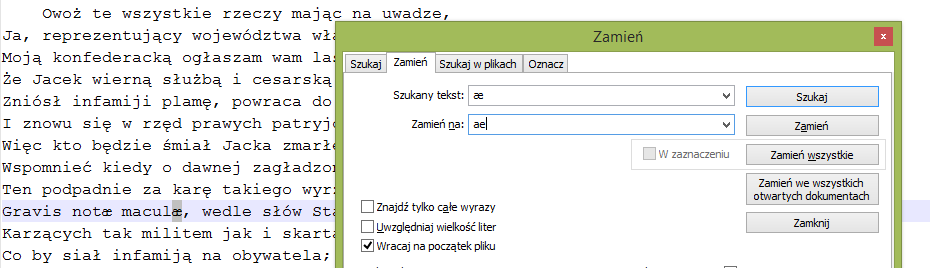 Owoż te wszystkie rzeczy mając na uwadze,
Ja, reprezentujący województwa wła
Moją konfederacką ogłaszam wam las
Że Jacek wierną służbą i cesarską
Zniósł infamiji plamę, powraca do
I znowu się w rzęd prawych patryjo
Więc kto będzie śmiał Jacka zmarłe
Wspomnieć kiedy o dawnej zagładzon
Ten podpadnie za karę takiego wyrz
Gravis notæ maculæ, wedle słów Sta
Karzących tak militem jak i skarta
Co by siał infamiją na obywatela;
Zamień
x
Szukaj Zamień Szukaj w plikach Oznacz
Szukany tekst: æ Szukaj
Zamień na: ae Zamień
W zaznaczeniu Zamień wszystkie
Zamień we wszystkich
otwartych dokumentach
Znajdź tylko całe wyrazy
Uwzględniaj wielkość liter Zamknij
Wracaj na początek pliku